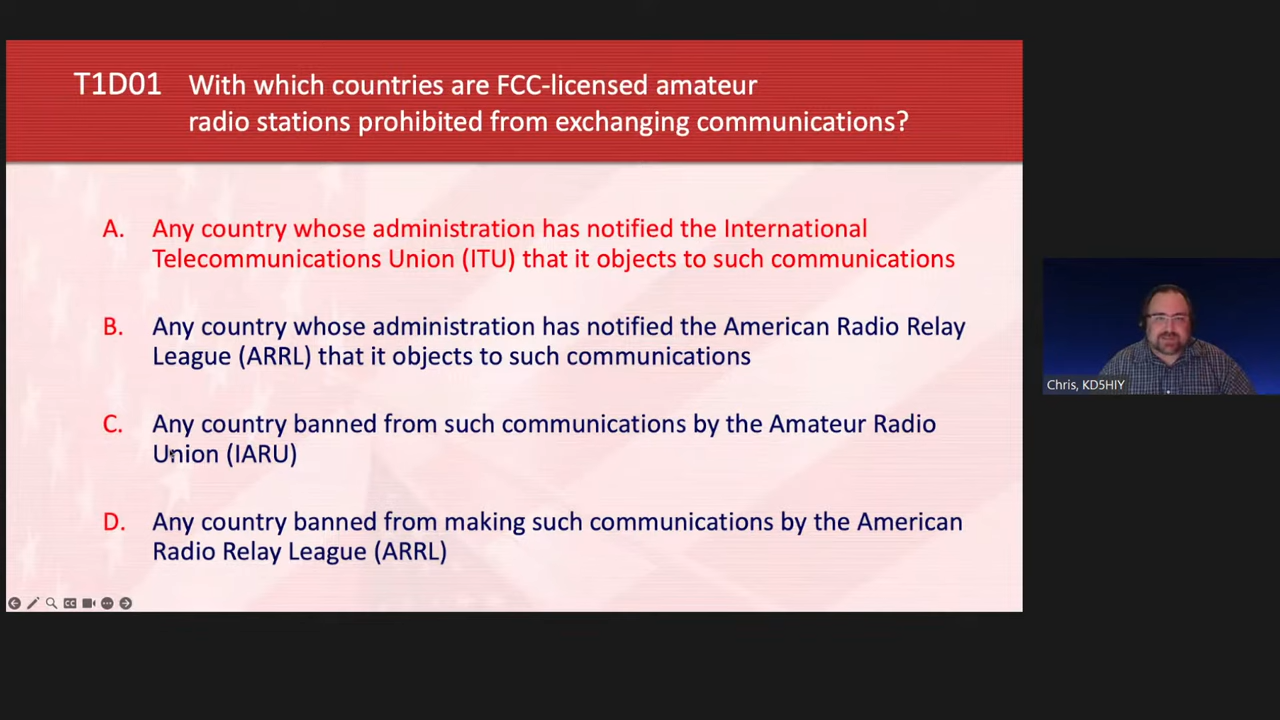 T1D01 With which countries are FCC-licensed amateur
radio stations prohibited from exchanging communications?
A. Any country whose administration has notified the International
Telecommunications Union (ITU) that it objects to such communications
B. Any country whose administration has notified the American Radio Relay
League (ARRL) that it objects to such communications
C. Any country banned from such communications by the Amateur Radio
Union (IARU)
D. Any country banned from making such communications by the American
Radio Relay League (ARRL)
CC
Chris, KD5HIY